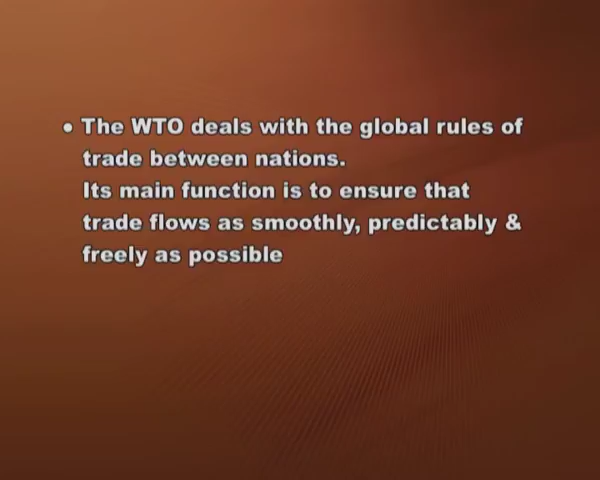 • The WTO deals with the global rules of
trade between nations.
Its main function is to ensure that
trade flows as smoothly, predictably &
freely as possible